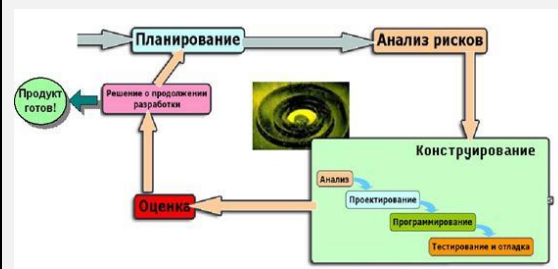 Планирование
Анализ рисков
Продукт
готов!
Решение о продолжении
разработки
Конструирование
Анализ
Проектирование
Программирование
Тестирование и отладка
Оценка